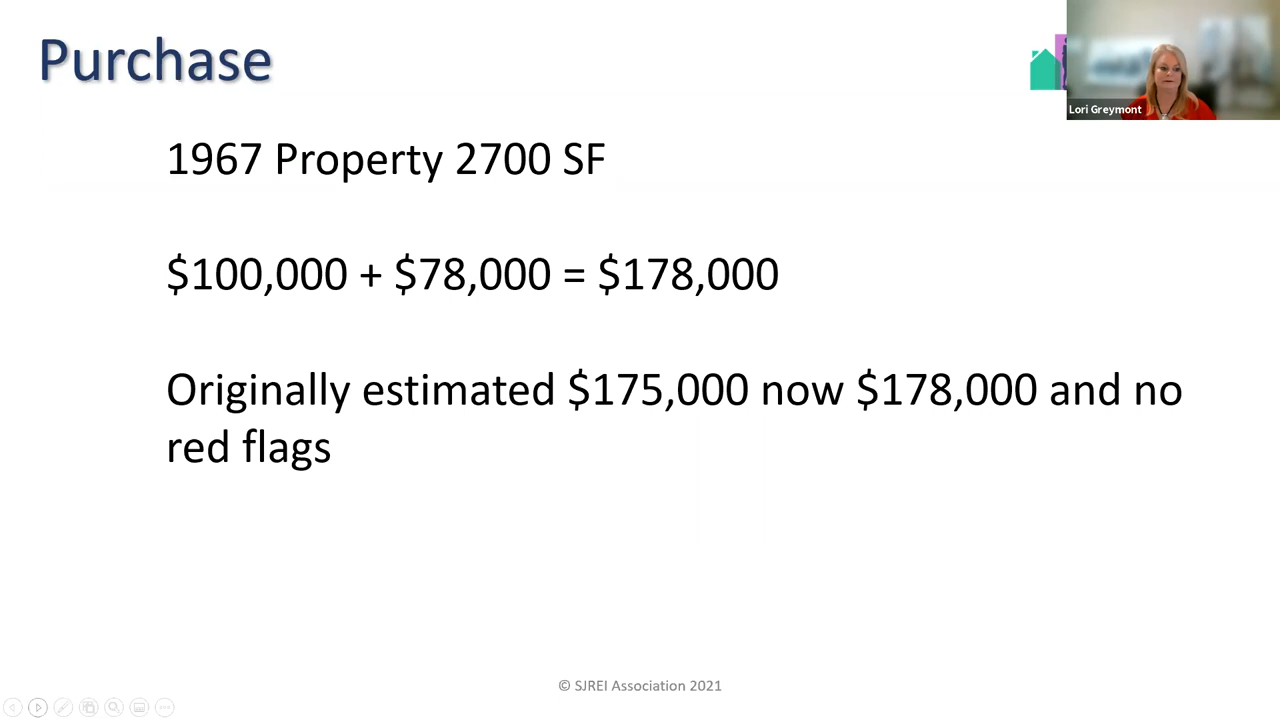 Purchase
Lori Greymont
1967 Property 2700 SF
$100,000 + $78,000 = $178,000
Originally estimated $175,000 now $178,000 and no
red flags
© SJREI Association 2021